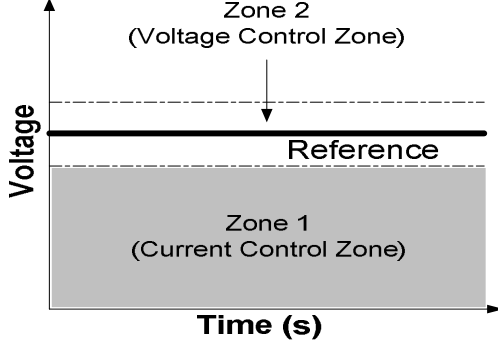 Zone 2
(Voltage Control Zone)
Voltage
Reference
Zone 1
(Current Control Zone)
Time (s)